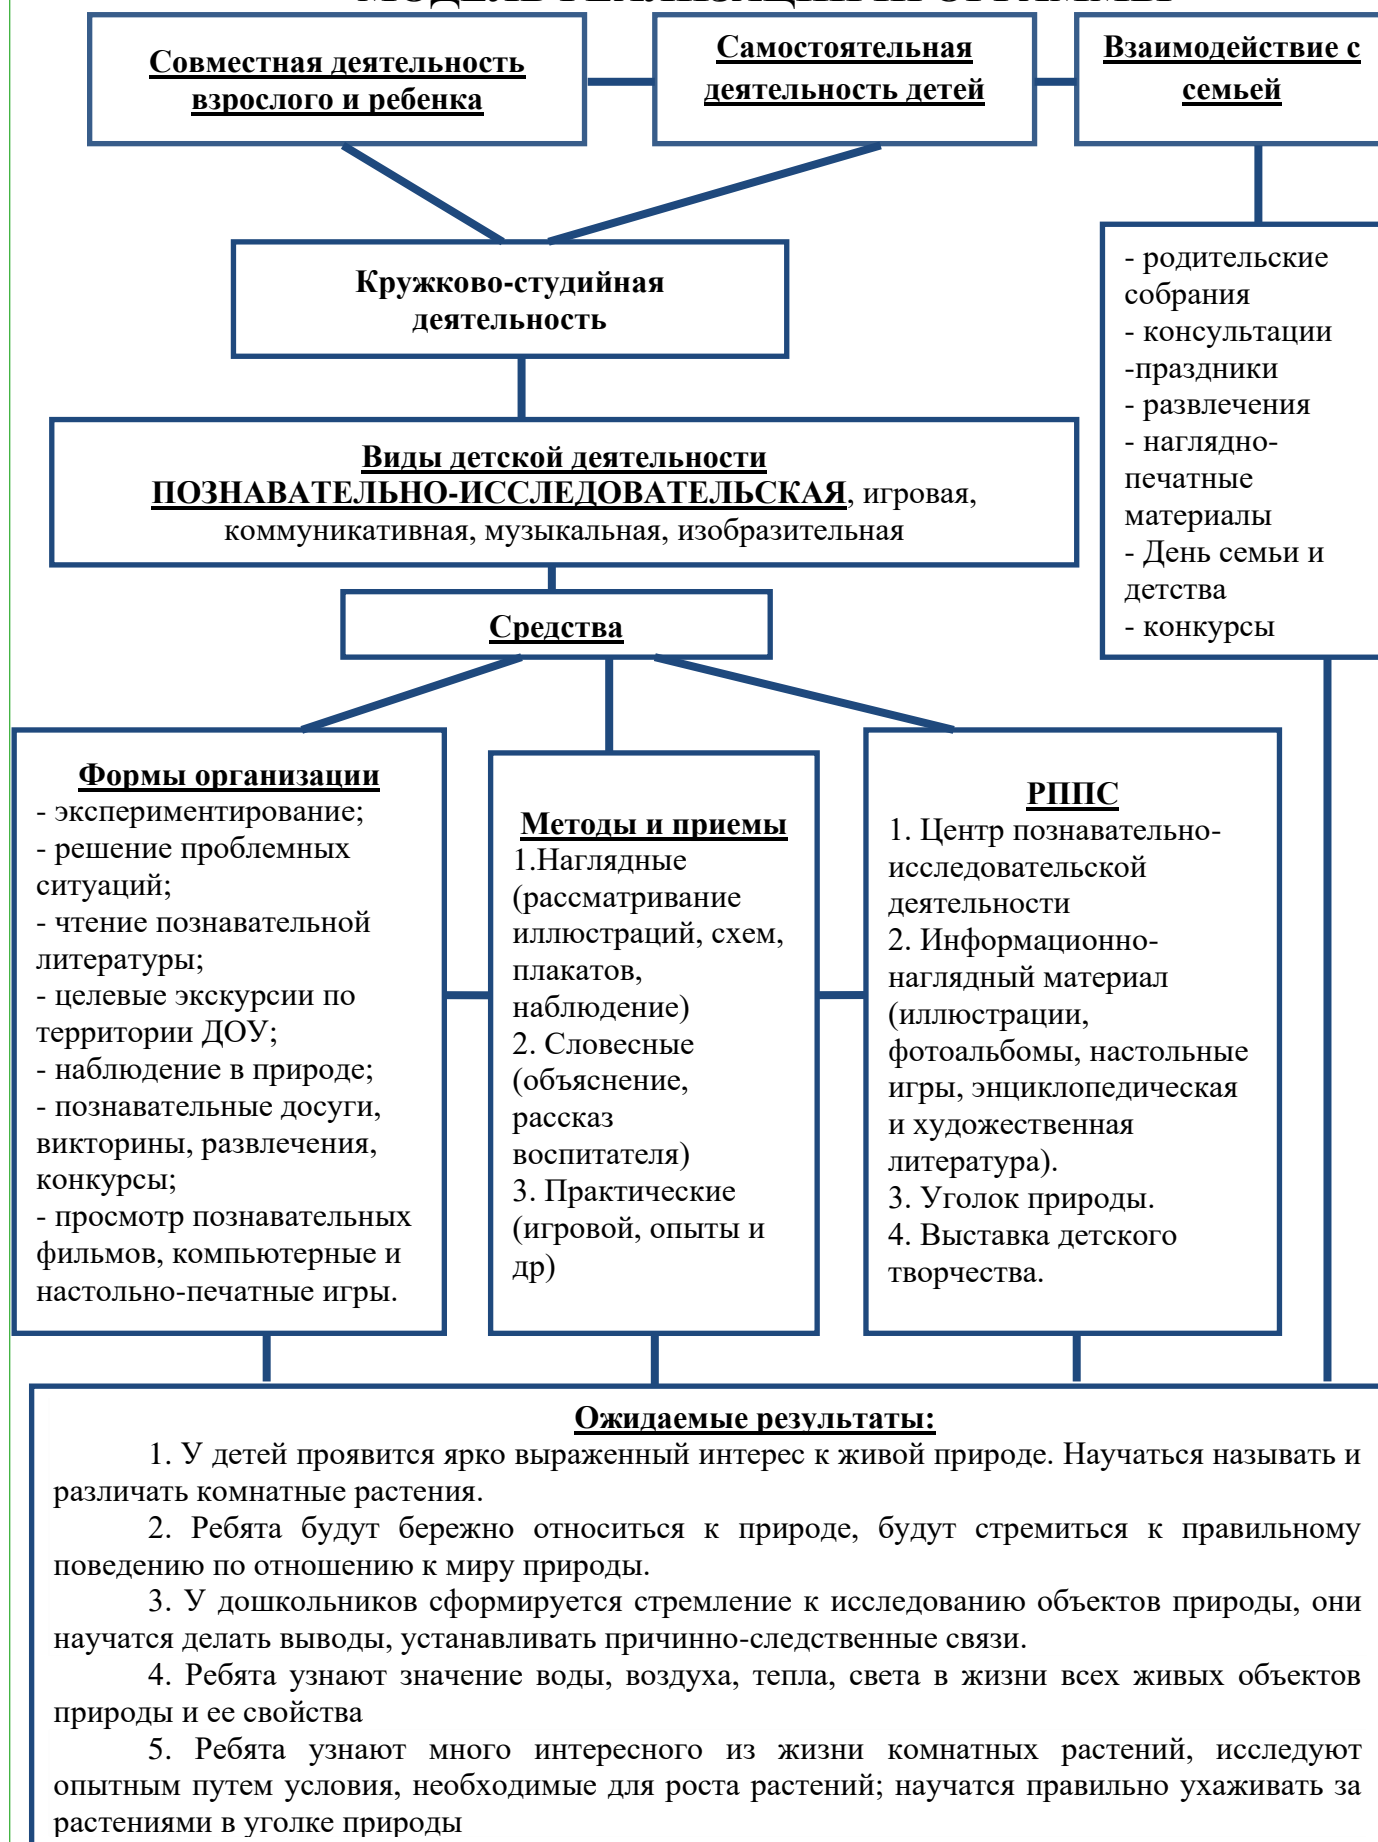 МОДЕЛЬ РЕАЛИЗАЦИИ ПРОГРАММЫ
Совместная деятельность
взрослого и ребенка
Самостоятельная
деятельность детей
Взаимодействие с
семьей
Кружково-студийная
деятельность
- родительские
собрания
- консультации
-праздники
- развлечения
- наглядно-
печатные
материалы
- День семьи и
детства
- конкурсы
Виды детской деятельности
ПОЗНАВАТЕЛЬНО-ИССЛЕДОВАТЕЛЬСКАЯ, игровая,
коммуникативная, музыкальная, изобразительная
Средства
Формы организации
- экспериментирование;
- решение проблемных
ситуаций;
- чтение познавательной
литературы;
- целевые экскурсии по
территории ДОУ;
- наблюдение в природе;
- познавательные досуги,
викторины, развлечения,
конкурсы;
- просмотр познавательных
фильмов, компьютерные и
настольно-печатные игры.
Методы и приемы
1.Наглядные
(рассматривание
иллюстраций, схем,
плакатов,
наблюдение)
2. Словесные
(объяснение,
рассказ
воспитателя)
3. Практические
(игровой, опыты и
др)
РППС
1. Центр познавательно-
исследовательской
деятельности
2. Информационно-
наглядный материал
(иллюстрации,
фотоальбомы, настольные
игры, энциклопедическая
и художественная
литература).
3. Уголок природы.
4. Выставка детского
творчества.
Ожидаемые результаты:
1. У детей проявится ярко выраженный интерес к живой природе. Научаться называть и
различать комнатные растения.
2. Ребята будут бережно относиться к природе, будут стремиться к правильному
поведению по отношению к миру природы.
3. У дошкольников сформируется стремление к исследованию объектов природы, они
научатся делать выводы, устанавливать причинно-следственные связи.
4. Ребята узнают значение воды, воздуха, тепла, света в жизни всех живых объектов
природы и ее свойства
5. Ребята узнают много интересного из жизни комнатных растений, исследуют
опытным путем условия, необходимые для роста растений; научатся правильно ухаживать за
растениями в уголке природы